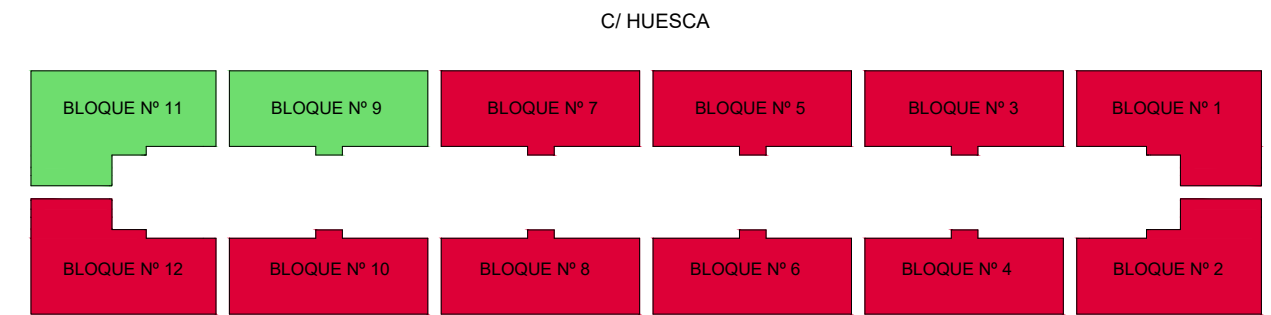 C/ HUESCA
BLOQUE Nº 11
BLOQUE Nº 9
BLOQUE Nº 7
BLOQUE Nº 5
BLOQUE Nº 3
BLOQUE Nº 1
BLOQUE Nº 12
BLOQUE Nº 10
BLOQUE Nº 8
BLOQUE Nº 6
BLOQUE Nº 4
BLOQUE Nº 2